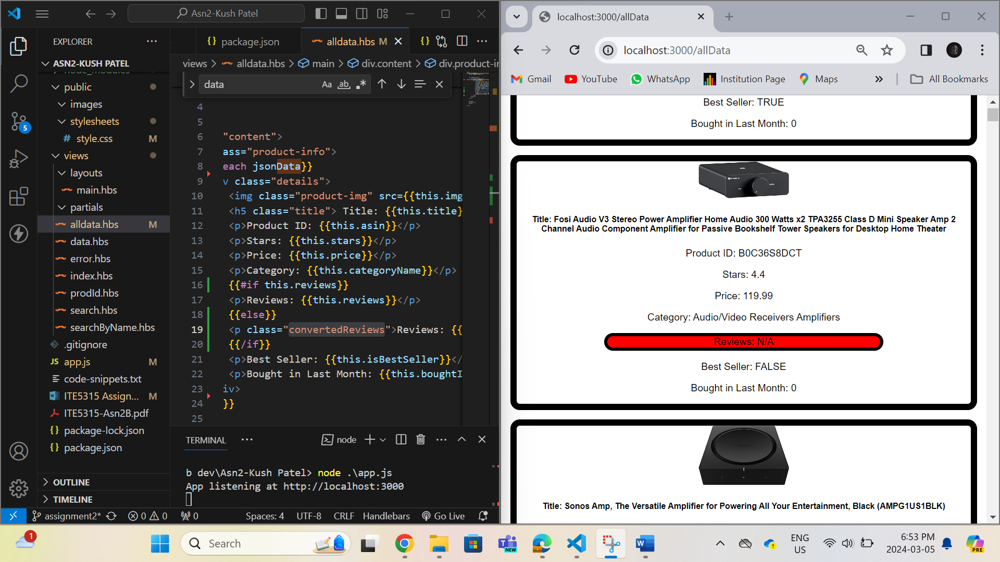 Asn2-Kush Patel
EXPLORER
ASN2-KUSH PATEL
node_modules
public
images
stylesheets
# style.css M
views
layouts
main.hbs
partials
alldata.hbs M
data.hbs
error.hbs
index.hbs
prodId.hbs
search.hbs
searchByName.hbs
.gitignore
JS app.js M
code-snippets.txt
ITE5315 Assign... M
ITE5315-Asn2B.pdf
{} package-lock.json
{} package.json
OUTLINE
TIMELINE
5
{} package.json
alldata.hbs M
{}
views > alldata.hbs > main > div.content > div.product-i
data
Aa ab .*
4
5
6 "content">
7 ass="product-info">
8 each jsonData}}
9 v class="details">
10 <img class="product-img" src={{this.img
11 <h5 class="title"> Title: {{this.title}
12 <p>Product ID: {{this.asin}}</p>
13 <p>Stars: {{this.stars}}</p>
14 <p>Price: {{this.price}}</p>
15 <p>Category: {{this.categoryName}}</p>
16 {{#if this.reviews}}
17 <p>Reviews: {{this.reviews}}</p>
18 {{else}}
19 <p class="convertedReviews">Reviews: {{
20 {{/if}}
21 <p>Best Seller: {{this.isBestSeller}}</
22 <p>Bought in Last Month: {{this.boughtI
23 iv>
24 }}
25
TERMINAL
node
b dev\Asn2-Kush Patel> node .\app.js
App listening at http://localhost:3000
assignment2* 0 0 0 Spaces: 4 UTF-8 CRLF Handlebars Go Live
localhost:3000/allData
localhost:3000/allData
Gmail YouTube WhatsApp Institution Page Maps All Bookmarks
Best Seller: TRUE
Bought in Last Month: 0
Title: Fosi Audio V3 Stereo Power Amplifier Home Audio 300 Watts x2 TPA3255 Class D Mini Speaker Amp 2
Channel Audio Component Amplifier for Passive Bookshelf Tower Speakers for Desktop Home Theater
Product ID: B0C36S8DCT
Stars: 4.4
Price: 119.99
Category: Audio/Video Receivers Amplifiers
Reviews: N/A
Best Seller: FALSE
Bought in Last Month: 0
Title: Sonos Amp, The Versatile Amplifier for Powering All Your Entertainment, Black (AMPG1US1BLK)
1
Search
NEW
ENG
US
6:53 PM
2024-03-05
PRE